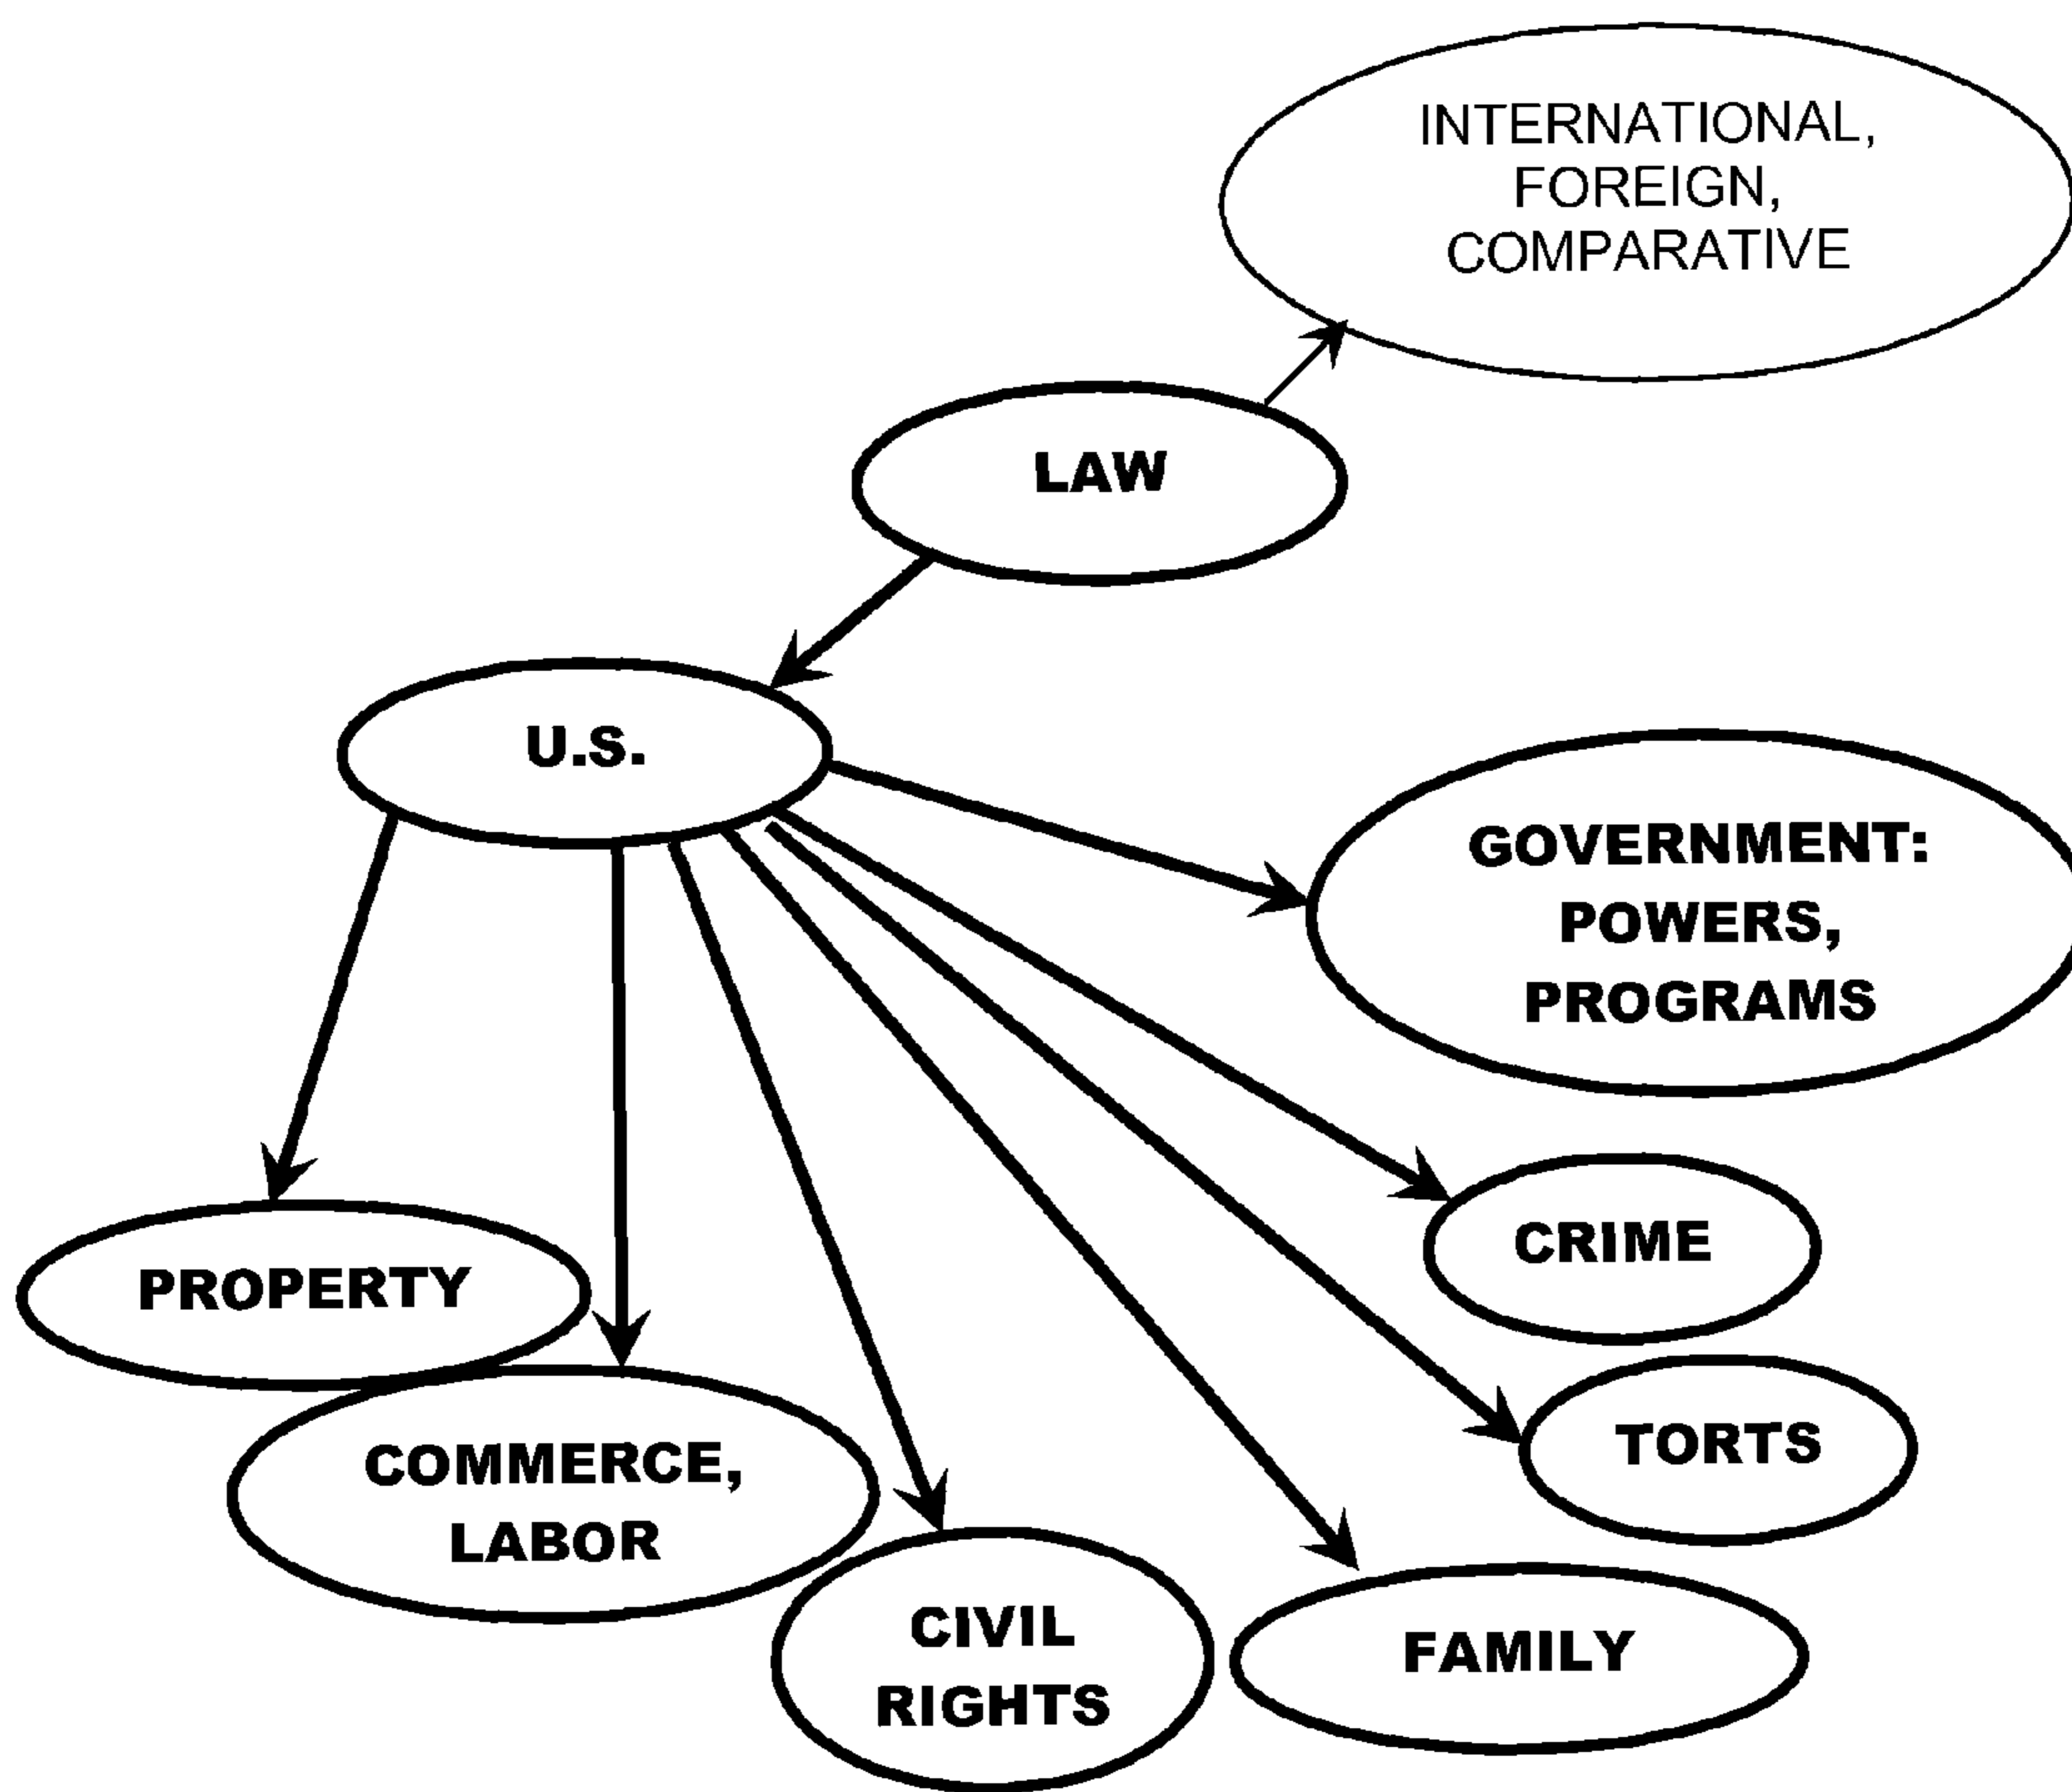 INTERNATIONAL,
FOREIGN,
COMPARATIVE
LAW
U.S.
GOVERNMENT:
POWERS,
PROGRAMS
CRIME
PROPERTY
TORTS
COMMERCE,
LABOR
CIVIL
RIGHTS
FAMILY